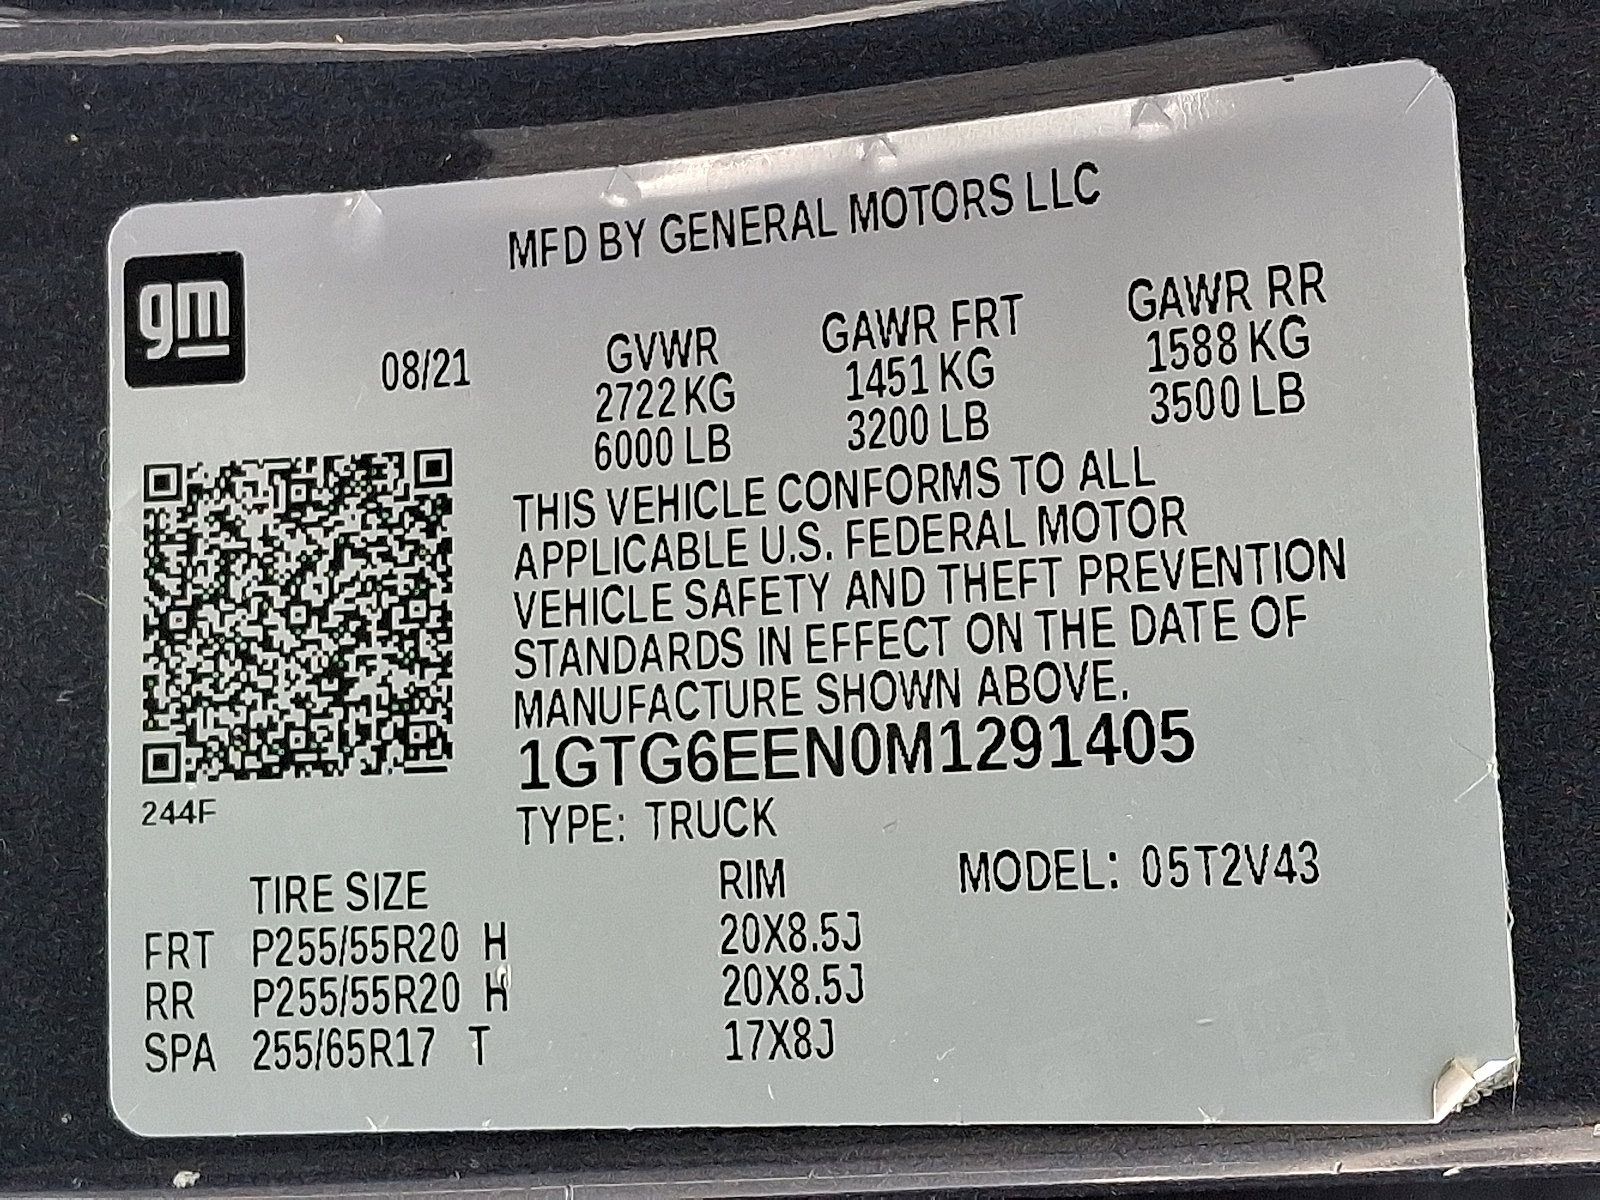 MFD BY GENERAL MOTORS LLC
gm
08/21
GVWR GAWR FRT GAWR RR
2722 KG 1451 KG 1588 KG
6000 LB 3200 LB 3500 LB
THIS VEHICLE CONFORMS TO ALL
APPLICABLE U.S. FEDERAL MOTOR
VEHICLE SAFETY AND THEFT PREVENTION
STANDARDS IN EFFECT ON THE DATE OF
MANUFACTURE SHOWN ABOVE.
1GTG6EEN0M1291405
244F
TYPE: TRUCK
TIRE SIZE RIM MODEL: 05T2V43
FRT P255/55R20 H 20X8.5J
RR P255/55R20 H 20X8.5J
SPA 255/65R17 T 17X8J